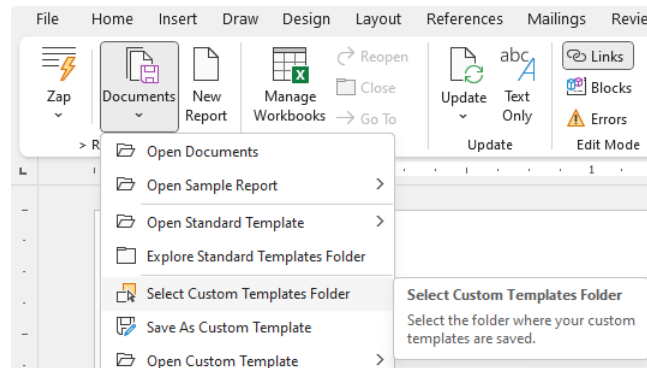 File Home Insert Draw Design Layout References Mailings Revie
Zap
Documents
New
Report
Manage
Workbooks
Reopen
Close
Go To
Update
abc
A
Text
Only
Links
Blocks
Errors
> R
Update
Edit Mode
1
Open Documents
Open Sample Report
Open Standard Template
Explore Standard Templates Folder
Select Custom Templates Folder
Save As Custom Template
Open Custom Template
Select Custom Templates Folder
Select the folder where your custom
templates are saved.